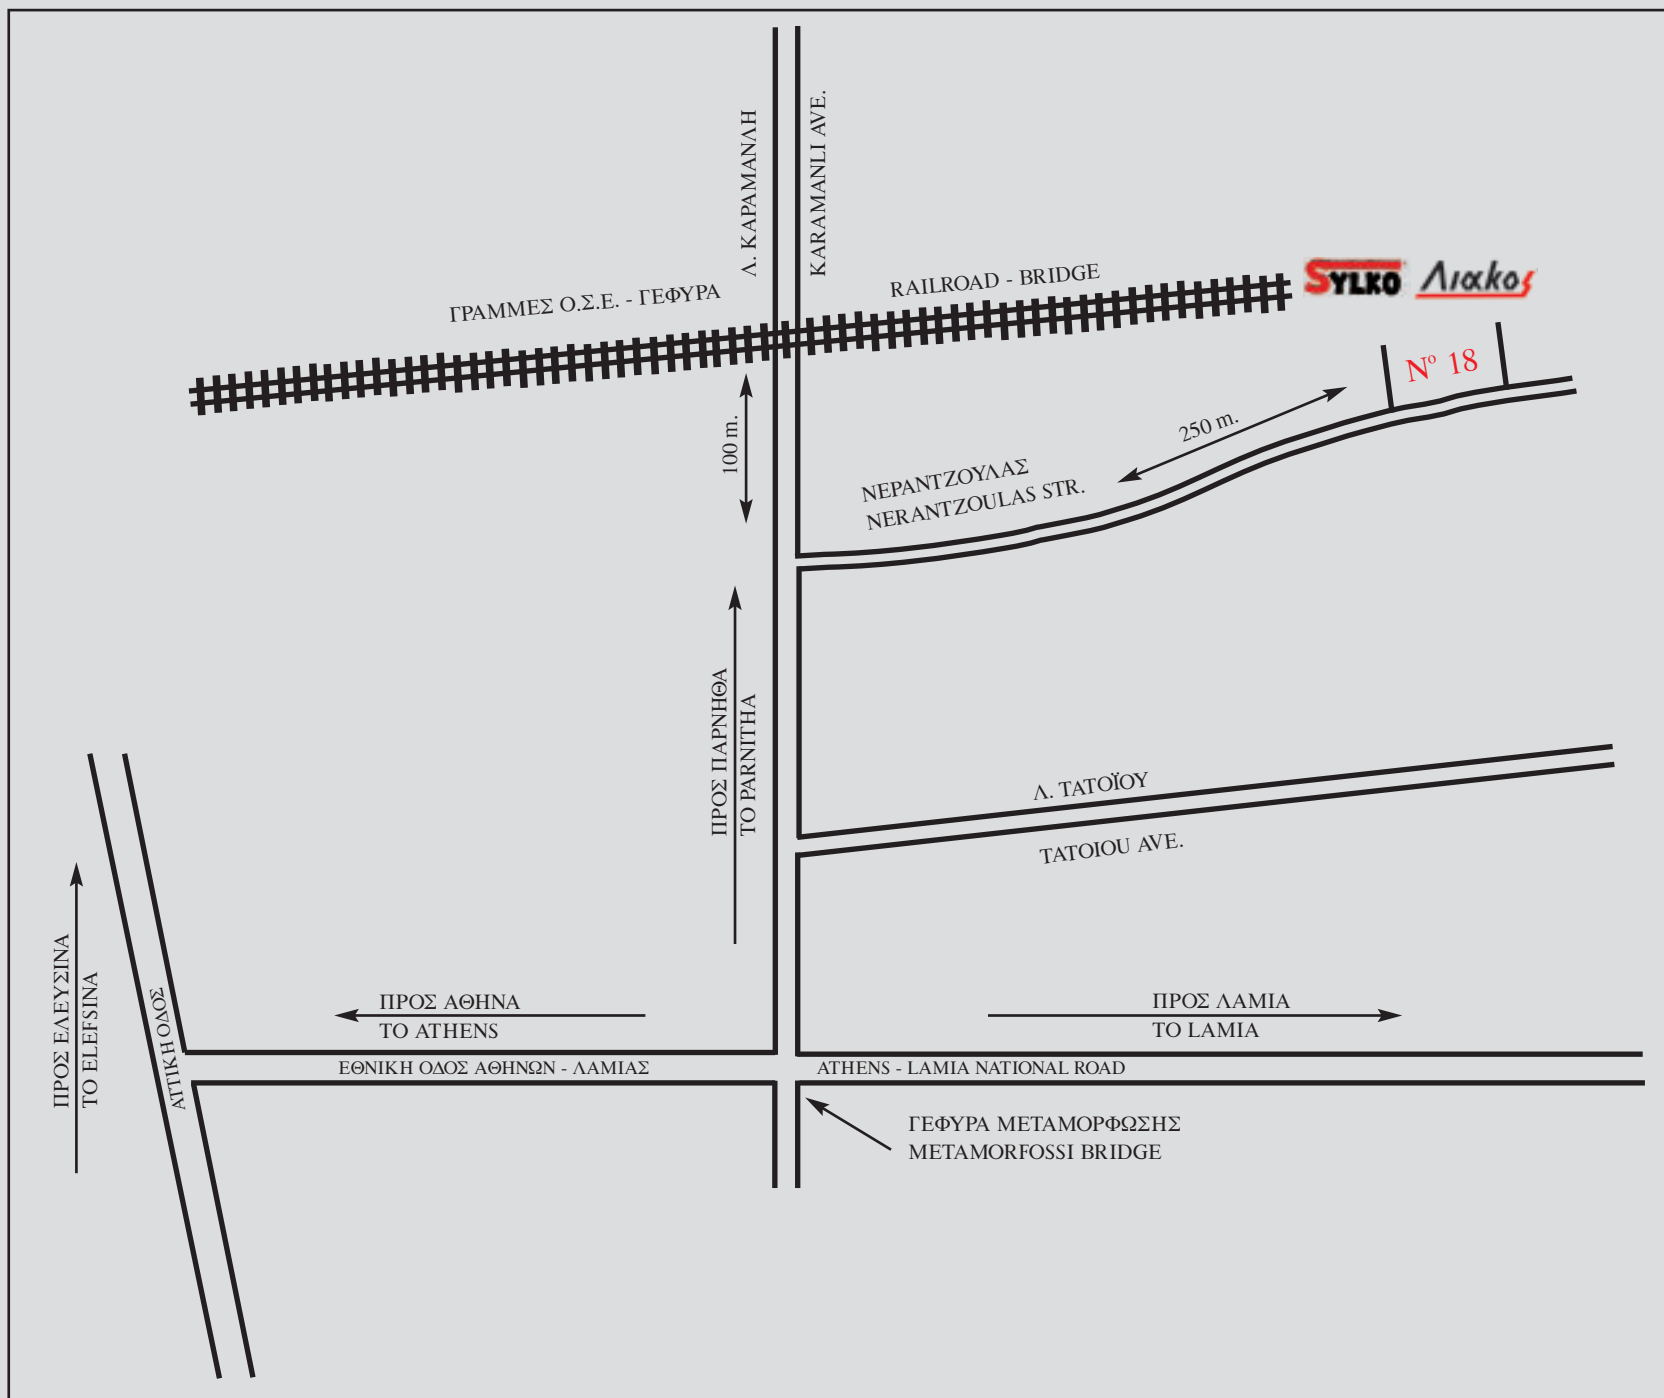 Λ. ΚΑΡΑΜΑΝΛΗ
KARAMANLI AVE.
ΓΡΑΜΜΕΣ Ο.Σ.Ε. - ΓΕΦΥΡΑ
RAILROAD - BRIDGE
SYLKO Λιακος
Nº 18
100 m.
250 m.
ΝΕΡΑΝΤΖΟΥΛΑΣ
NERANTZOULAS STR.
ΠΡΟΣ ΠΑΡΝΗΘΑ
TO PARNITHA
Λ. ΤΑΤΟΪΟΥ
TATOIOU AVE.
ΠΡΟΣ ΕΛΕΥΣΙΝΑ
TO ELEFSINA
ΑΤΤΙΚΗ ΟΔΟΣ
ΠΡΟΣ ΑΘΗΝΑ
TO ATHENS
ΠΡΟΣ ΛΑΜΙΑ
TO LAMIA
ΕΘΝΙΚΗ ΟΔΟΣ ΑΘΗΝΩΝ - ΛΑΜΙΑΣ
ATHENS - LAMIA NATIONAL ROAD
ΓΕΦΥΡΑ ΜΕΤΑΜΟΡΦΩΣΗΣ
METAMORFOSSI BRIDGE